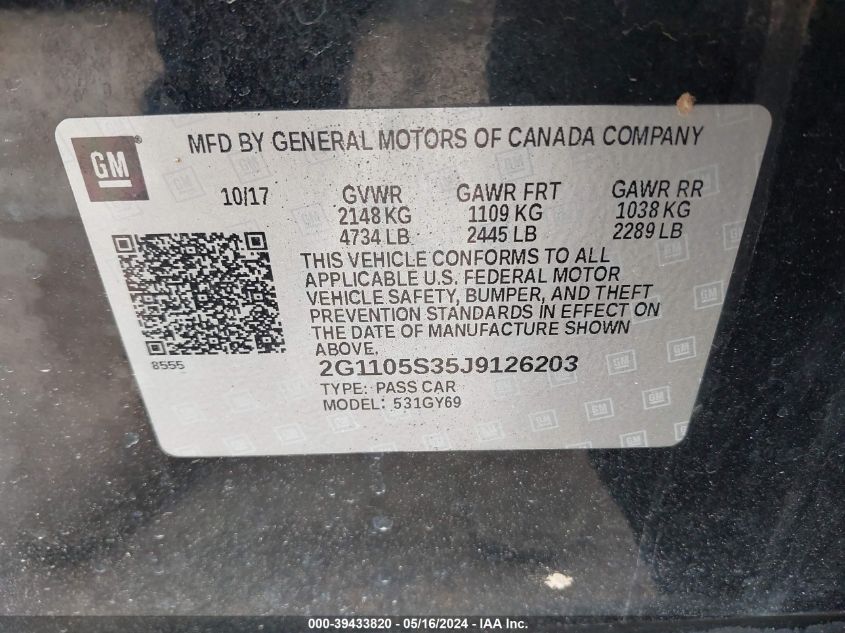 GM
MFD BY GENERAL MOTORS OF CANADA COMPANY
10/17
GVWR
2148 KG
4734 LB
GAWR FRT
1109 KG
2445 LB
GAWR RR
1038 KG
2289 LB
THIS VEHICLE CONFORMS TO ALL
APPLICABLE U.S. FEDERAL MOTOR
VEHICLE SAFETY, BUMPER, AND THEFT
PREVENTION STANDARDS IN EFFECT ON
THE DATE OF MANUFACTURE SHOWN
ABOVE.
8555
2G1105S35J9126203
TYPE: PASS CAR
MODEL: 531GY69
000-39433820 - 05/16/2024 - IAA Inc.